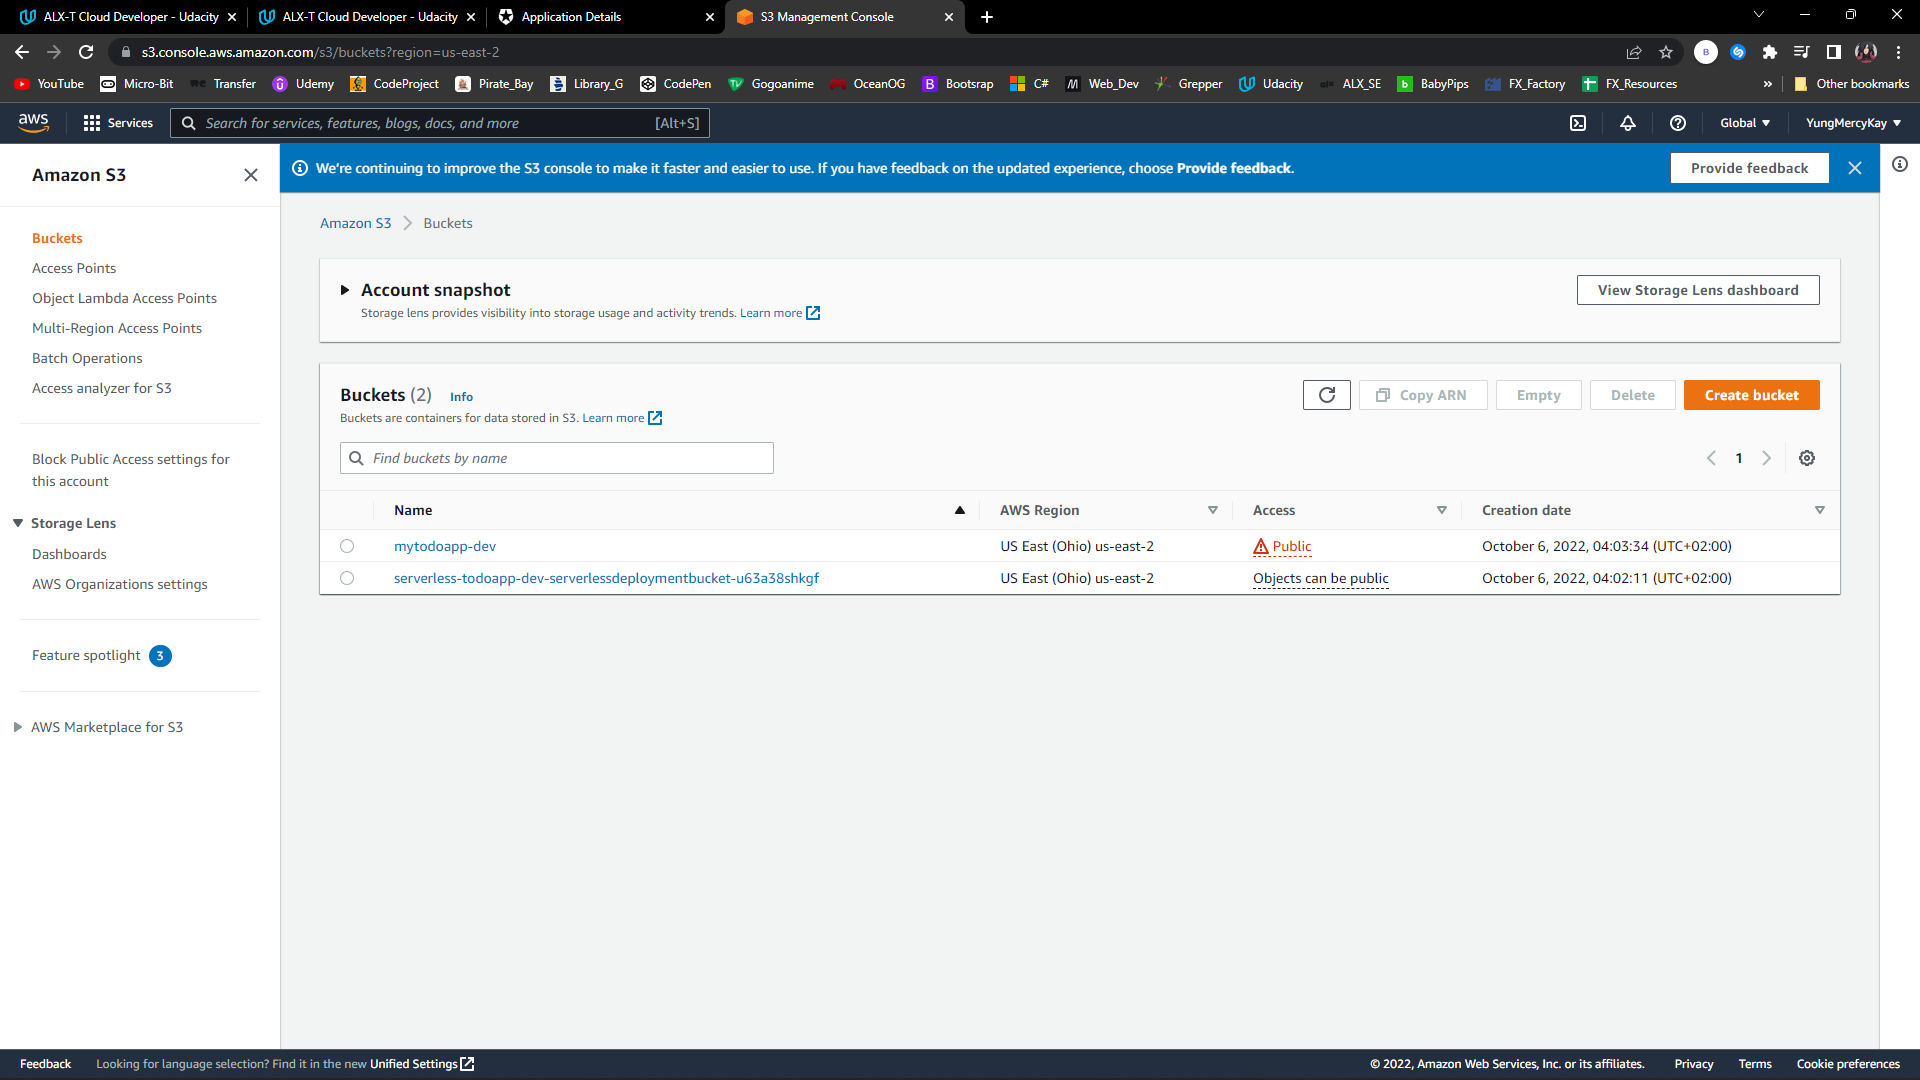 ALX-T Cloud Developer - Udacity
ALX-T Cloud Developer - Udacity
Application Details
S3 Management Console
s3.console.aws.amazon.com/s3/buckets?region=us-east-2
B
YouTube Micro-Bit Transfer Udemy CodeProject Pirate_Bay Library_G CodePen Gogoanime OceanOG Bootsrap C# Web_Dev Grepper Udacity ALX_SE BabyPips FX_Factory FX_Resources » Other bookmarks
aws Services Search for services, features, blogs, docs, and more [Alt+S] Global YungMercyKay
Amazon S3
We're continuing to improve the S3 console to make it faster and easier to use. If you have feedback on the updated experience, choose Provide feedback.
Provide feedback
Buckets
Access Points
Object Lambda Access Points
Multi-Region Access Points
Batch Operations
Access analyzer for S3
Block Public Access settings for
this account
Storage Lens
Dashboards
AWS Organizations settings
Feature spotlight 3
AWS Marketplace for S3
Amazon S3 Buckets
Account snapshot
Storage lens provides visibility into storage usage and activity trends. Learn more
View Storage Lens dashboard
Buckets (2) Info
Buckets are containers for data stored in S3. Learn more
Copy ARN Empty Delete Create bucket
Find buckets by name
1
Name AWS Region Access Creation date
mytodoapp-dev US East (Ohio) us-east-2 Public October 6, 2022, 04:03:34 (UTC+02:00)
serverless-todoapp-dev-serverlessdeploymentbucket-u63a38shkgf US East (Ohio) us-east-2 Objects can be public October 6, 2022, 04:02:11 (UTC+02:00)
Feedback Looking for language selection? Find it in the new Unified Settings © 2022, Amazon Web Services, Inc. or its affiliates. Privacy Terms Cookie preferences